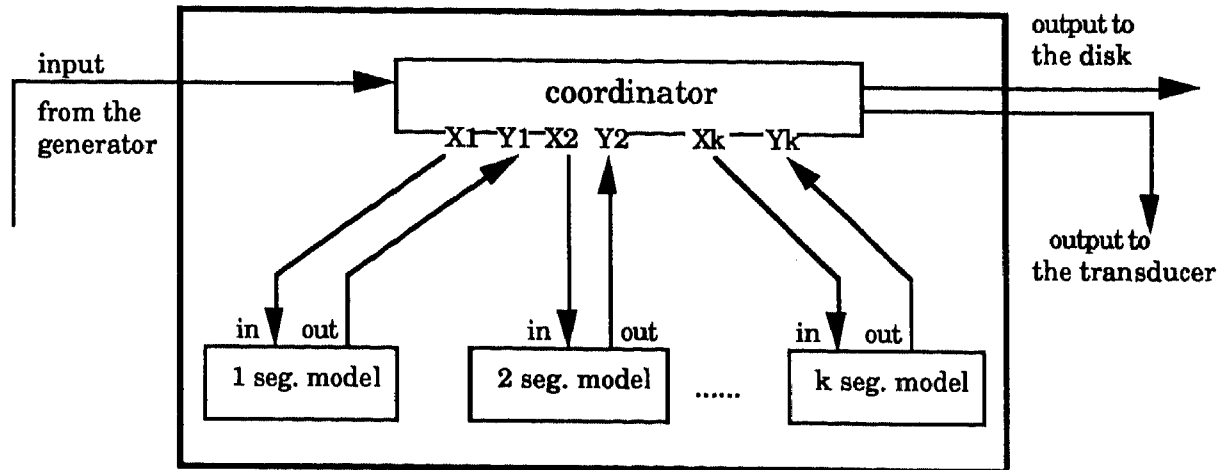 output to
the disk
input
from the
generator
coordinator
X1 Y1 X2 Y2 Xk Yk
output to
the transducer
in out in out in out
1 seg. model 2 seg. model ...... k seg. model